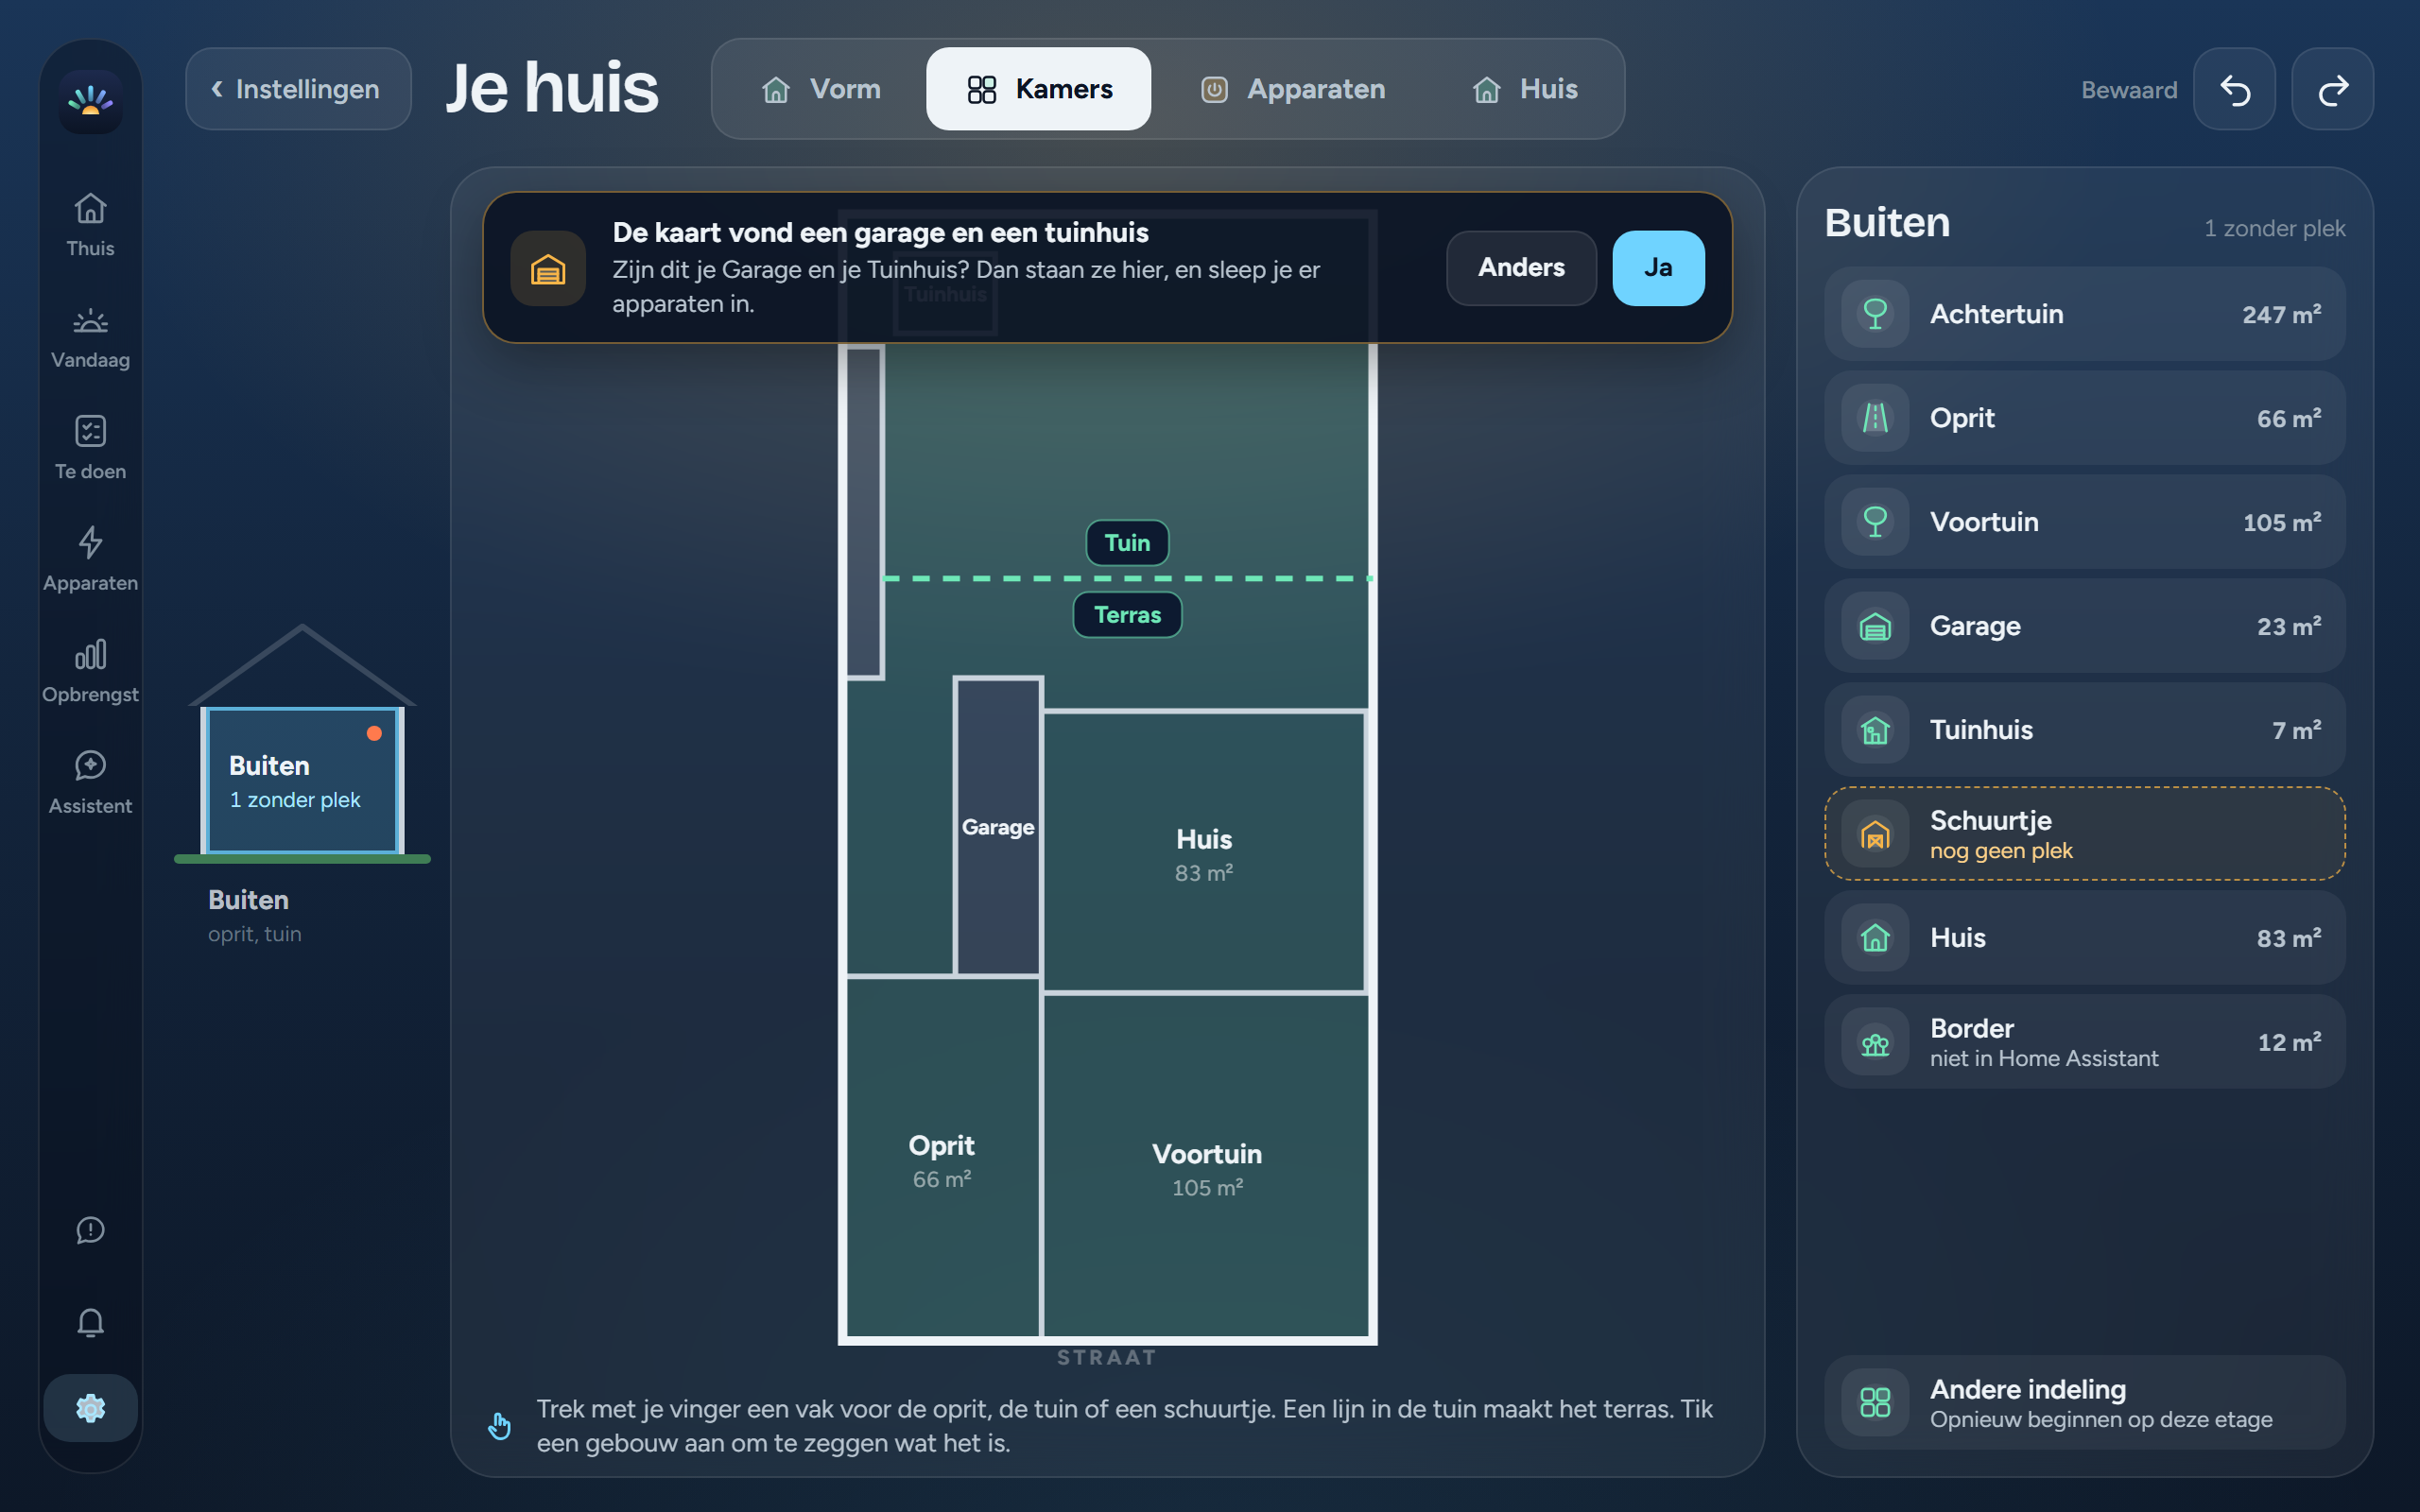 Instellingen
Je huis
Vorm
Kamers
Apparaten
Huis
Bewaard
Thuis
Vandaag
Te doen
Apparaten
Opbrengst
Assistent
Buiten
1 zonder plek
Buiten
oprit, tuin
De kaart vond een garage en een tuinhuis
Zijn dit je Garage en je Tuinhuis? Dan staan ze hier, en sleep je er
apparaten in.
Anders
Ja
Tuinhuis
Tuin
Terras
Garage
Huis
83 m²
Oprit
66 m²
Voortuin
105 m²
STRAAT
Trek met je vinger een vak voor de oprit, de tuin of een schuurtje. Een lijn in de tuin maakt het terras. Tik
een gebouw aan om te zeggen wat het is.
Buiten
1 zonder plek
Achtertuin
247 m²
Oprit
66 m²
Voortuin
105 m²
Garage
23 m²
Tuinhuis
7 m²
Schuurtje
nog geen plek
Huis
83 m²
Border
niet in Home Assistant
12 m²
Andere indeling
Opnieuw beginnen op deze etage